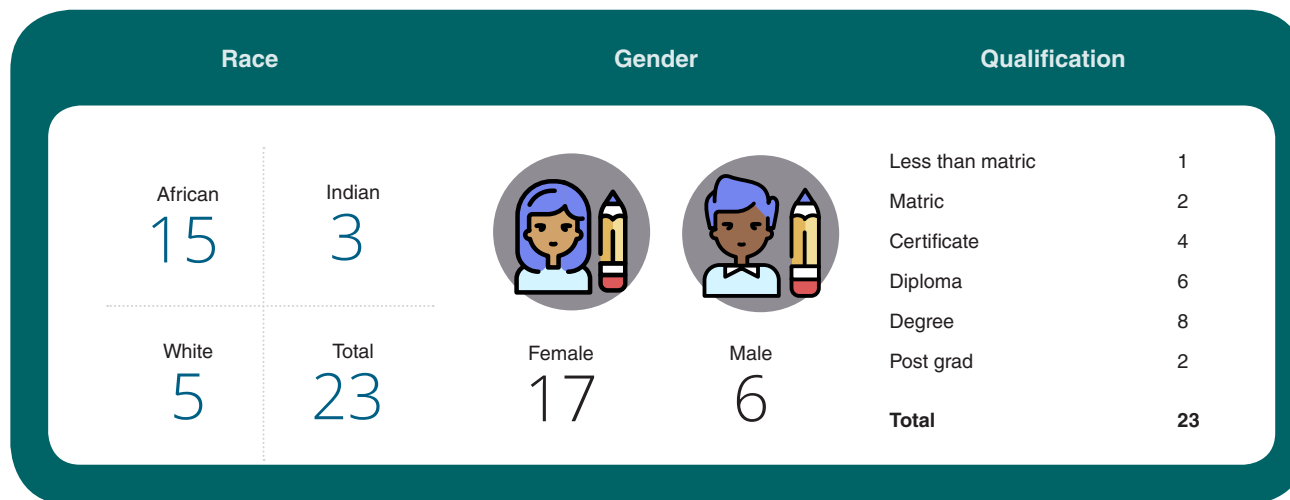 Race Gender Qualification
African Indian
15 3
White Total
5 23
Female Male
17 6
Less than matric 1
Matric 2
Certificate 4
Diploma 6
Degree 8
Post grad 2
Total 23